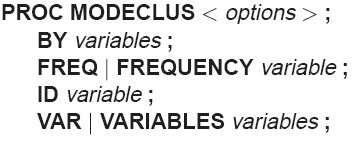 PROC MODECLUS < options > ;
BY variables ;
FREQ | FREQUENCY variable ;
ID variable ;
VAR | VARIABLES variables ;